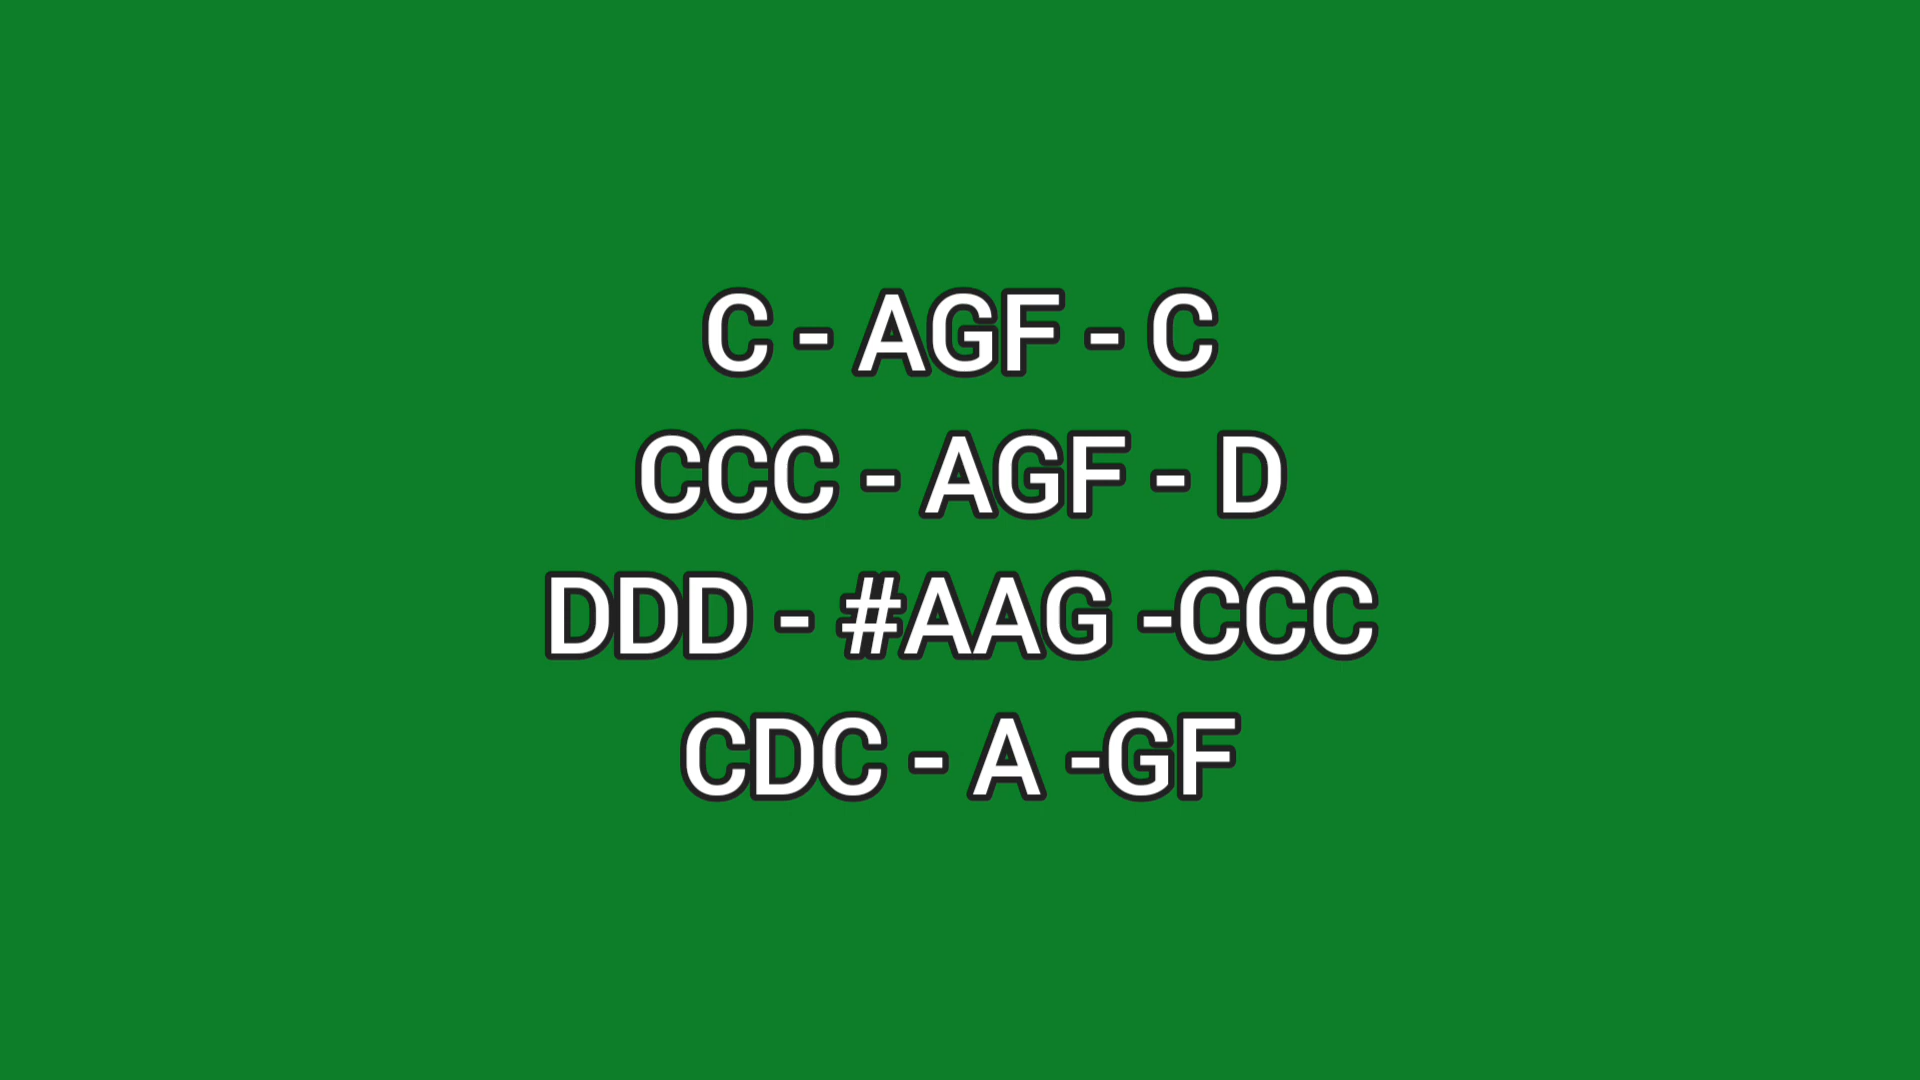 C - AGF - C
CCC - AGF - D
DDD - #AAG -CCC
CDC - A -GF